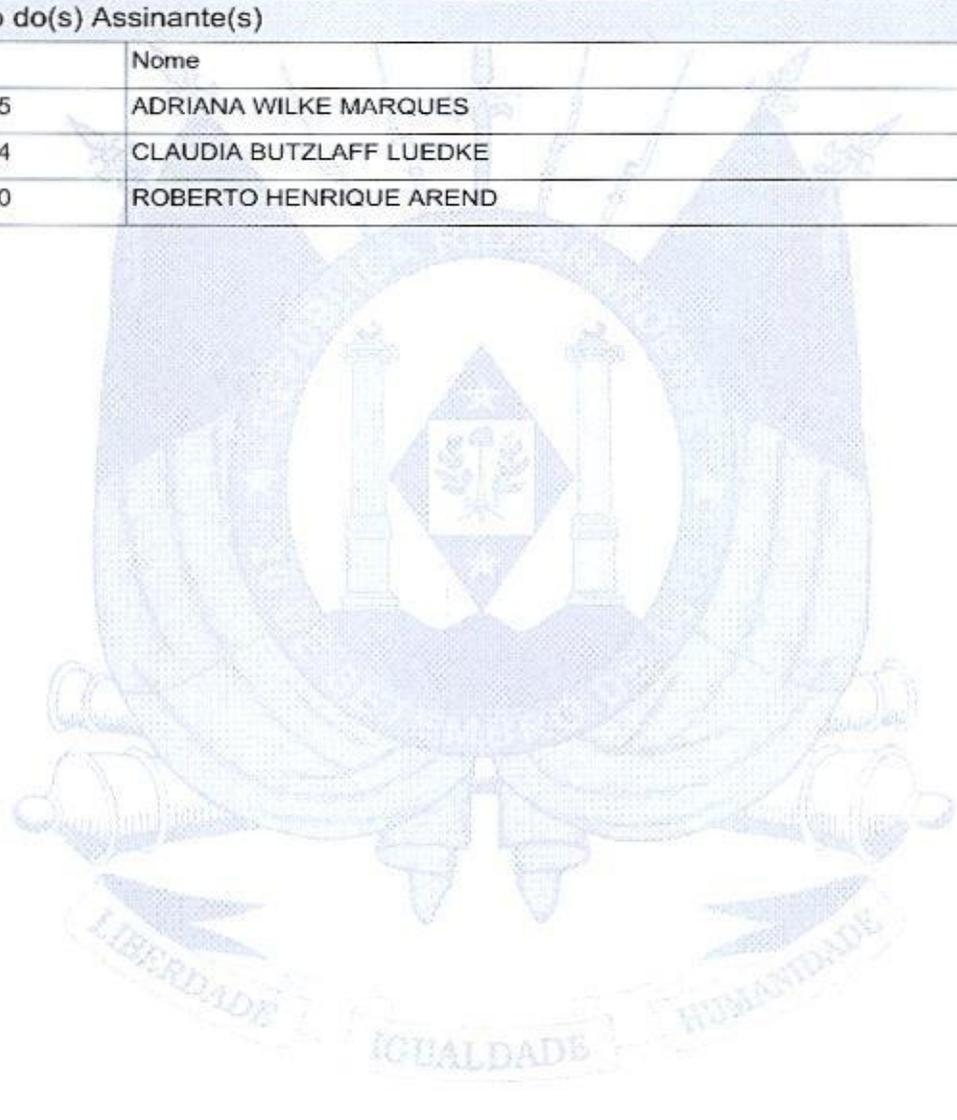 o do(s) Assinante(s)
Nome
5 ADRIANA WILKE MARQUES
4 CLAUDIA BUTZLAFF LUEDKE
0 ROBERTO HENRIQUE AREND
LIBERDADE
IGUALDADE
HUMANIDADE